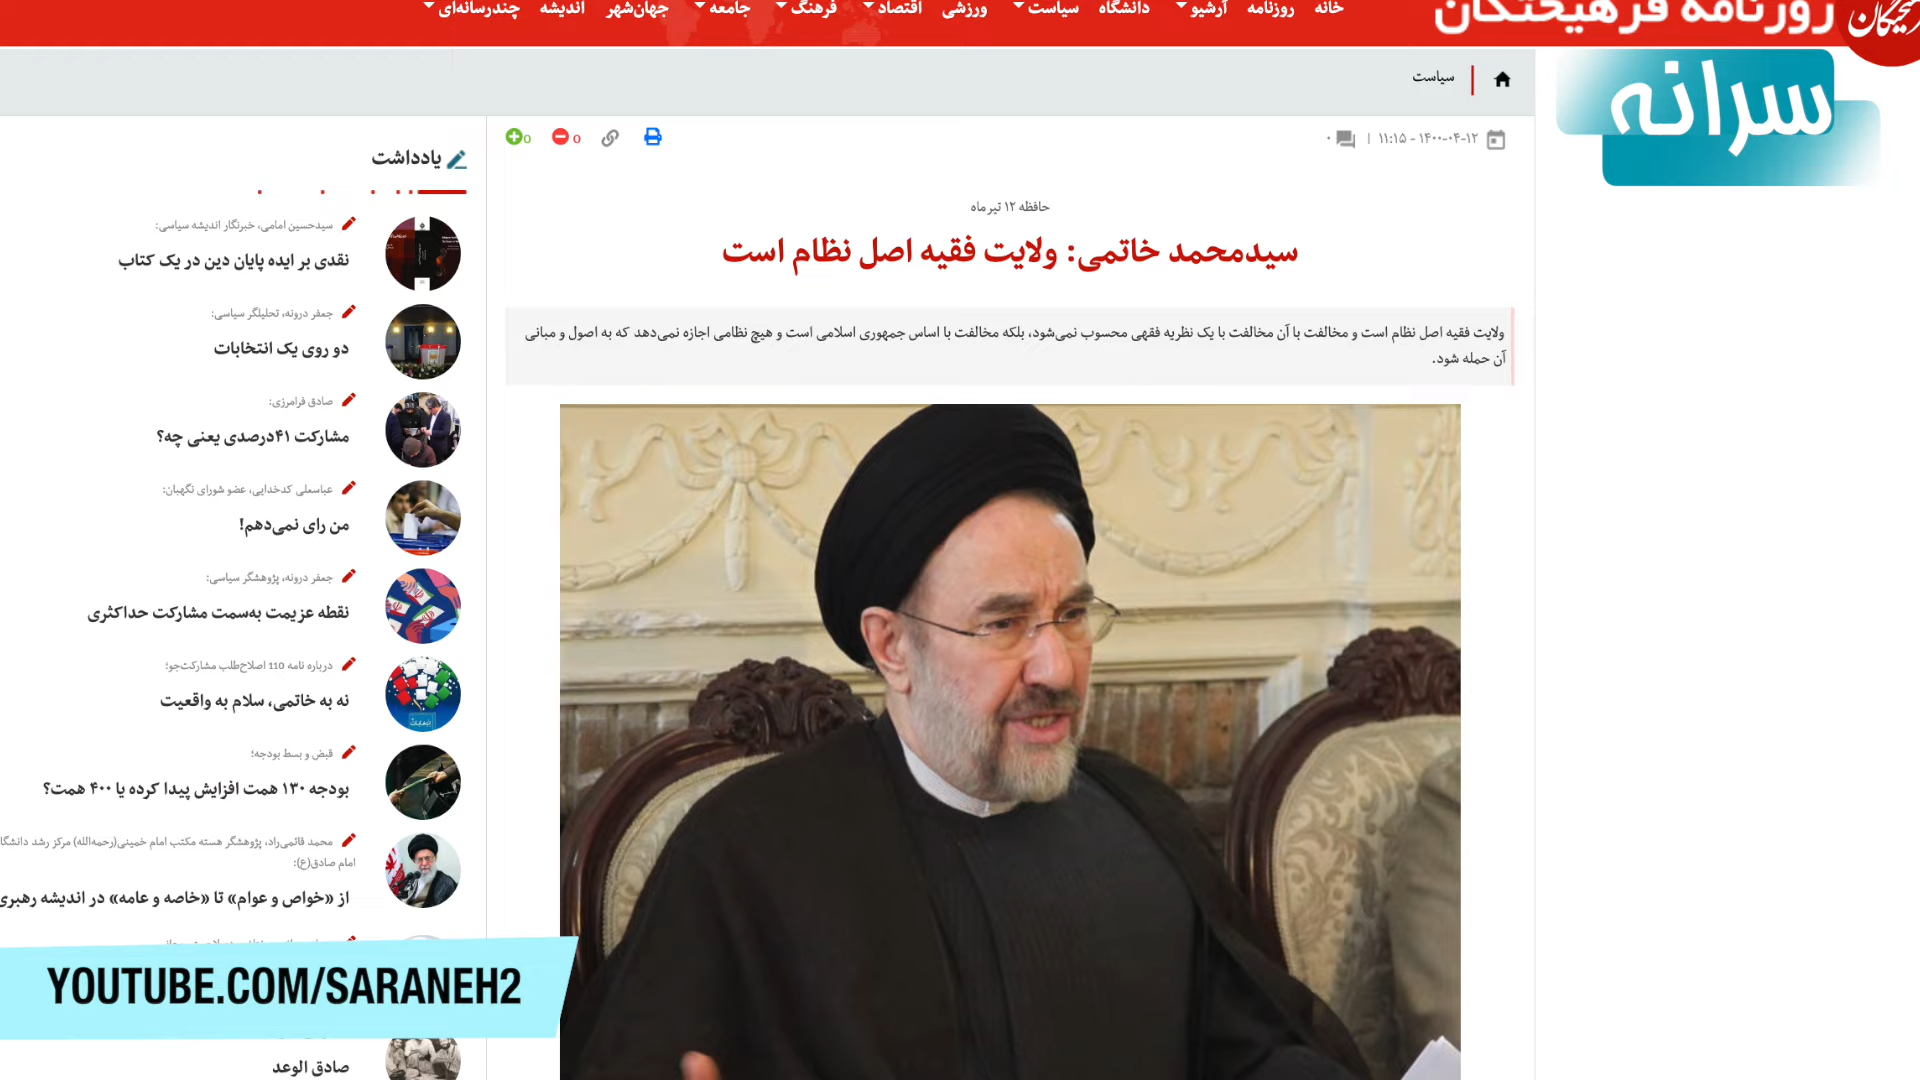 خانه
روزنامه
آرشیو
دانشگاه
سیاست
ورزشی
اقتصاد
فرهنگ
جامعه
جهان‌شهر
اندیشه
چندرسانه‌ای
روزنامه فرهیختگان
سرانه
سیاست
۱۴۰۰-۰۴-۱۲ - ۱۱:۱۵ | ۰
0
0
حافظه ۱۲ تیر ماه
سیدمحمد خاتمی: ولایت فقیه اصل نظام است
ولایت فقیه اصل نظام است و مخالفت با آن مخالفت با یک نظریه فقهی محسوب نمی‌شود، بلکه مخالفت با اساس جمهوری اسلامی است و هیچ نظامی اجازه نمی‌دهد که به اصول و مبانی
آن حمله شود.
یادداشت
سیدحسین امامی، خبرنگار اندیشه سیاسی:
نقدی بر ایده پایان دین در یک کتاب
جعفر درونه، تحلیلگر سیاسی:
دو روی یک انتخابات
صادق فرامرزی:
مشارکت ۴۱درصدی یعنی چه؟
عباسعلی کدخدایی، عضو شورای نگهبان:
من رای نمی‌دهم!
جعفر درونه، پژوهشگر سیاسی:
نقطه عزیمت به‌سمت مشارکت حداکثری
درباره نامه 110 اصلاح‌طلب مشارکت‌جو؛
نه به خاتمی، سلام به واقعیت
قبض و بسط بودجه؛
بودجه ۱۳۰ همت افزایش پیدا کرده یا ۴۰۰ همت؟
محمد قائمی‌راد، پژوهشگر هسته مکتب امام خمینی(رحمه‌الله) مرکز رشد دانشگا
امام صادق(ع):
از «خواص و عوام» تا «خاصه و عامه» در اندیشه رهبری
YOUTUBE.COM/SARANEH2
صادق الوعد